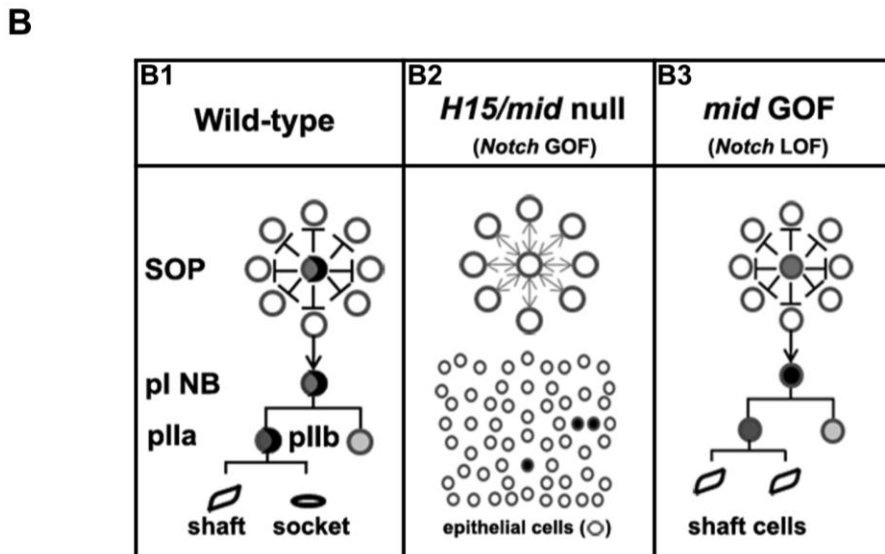 B
B1
Wild-type
B2
H15/mid null
(Notch GOF)
B3
mid GOF
(Notch LOF)
SOP
pI NB
pIIa
pIIb
shaft socket
epithelial cells (○)
shaft cells